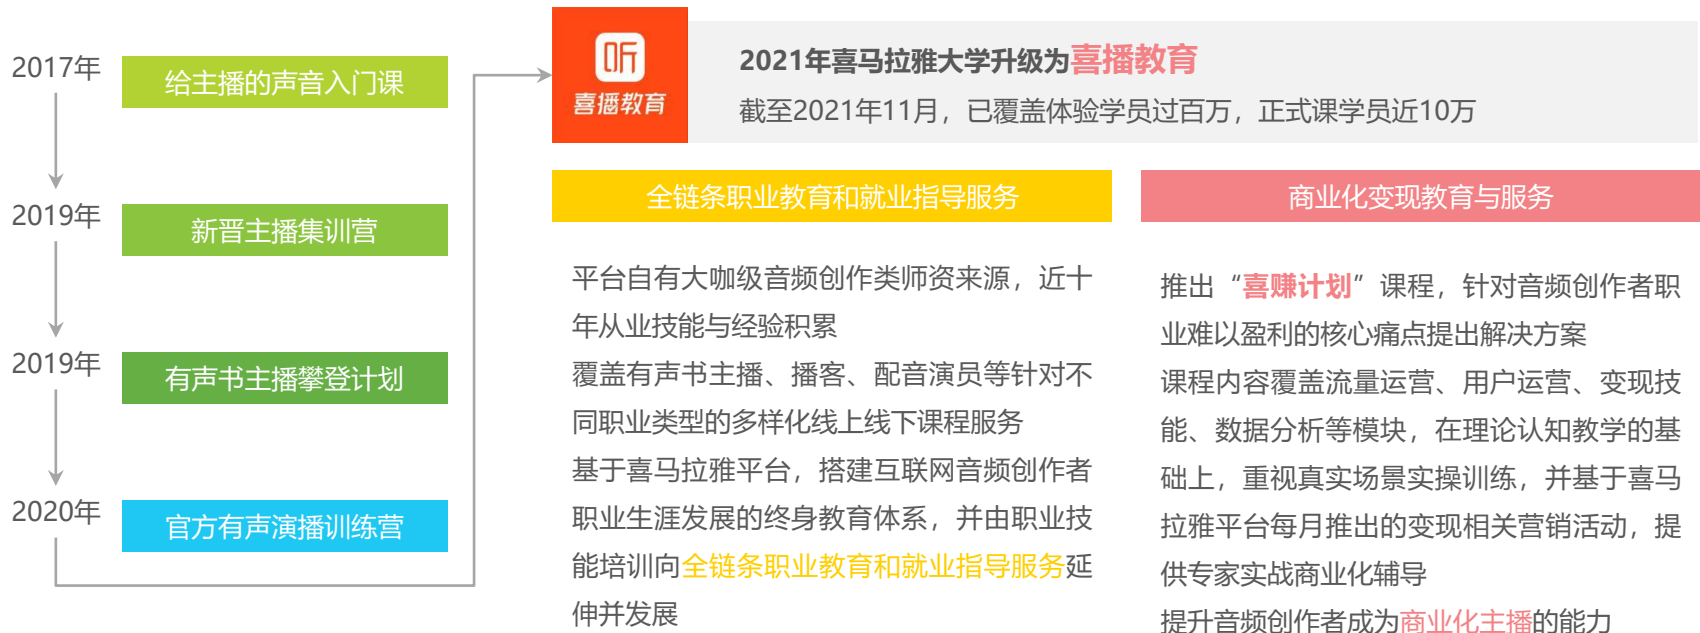 2017年
给主播的声音入门课
2019年
新晋主播集训营
2019年
有声书主播攀登计划
2020年
官方有声演播训练营
听
喜播教育
2021年喜马拉雅大学升级为喜播教育
截至2021年11月，已覆盖体验学员过百万，正式课学员近10万
全链条职业教育和就业指导服务
平台自有大咖级音频创作类师资来源，近十
年从业技能与经验积累
覆盖有声书主播、播客、配音演员等针对不
同职业类型的多样化线上线下课程服务
基于喜马拉雅平台，搭建互联网音频创作者
职业生涯发展的终身教育体系，并由职业技
能培训向全链条职业教育和就业指导服务延
伸并发展
商业化变现教育与服务
推出“喜赚计划”课程，针对音频创作者职
业难以盈利的核心痛点提出解决方案
课程内容覆盖流量运营、用户运营、变现技
能、数据分析等模块，在理论认知教学的基
础上，重视真实场景实操训练，并基于喜马
拉雅平台每月推出的变现相关营销活动，提
供专家实战商业化辅导
提升音频创作者成为商业化主播的能力